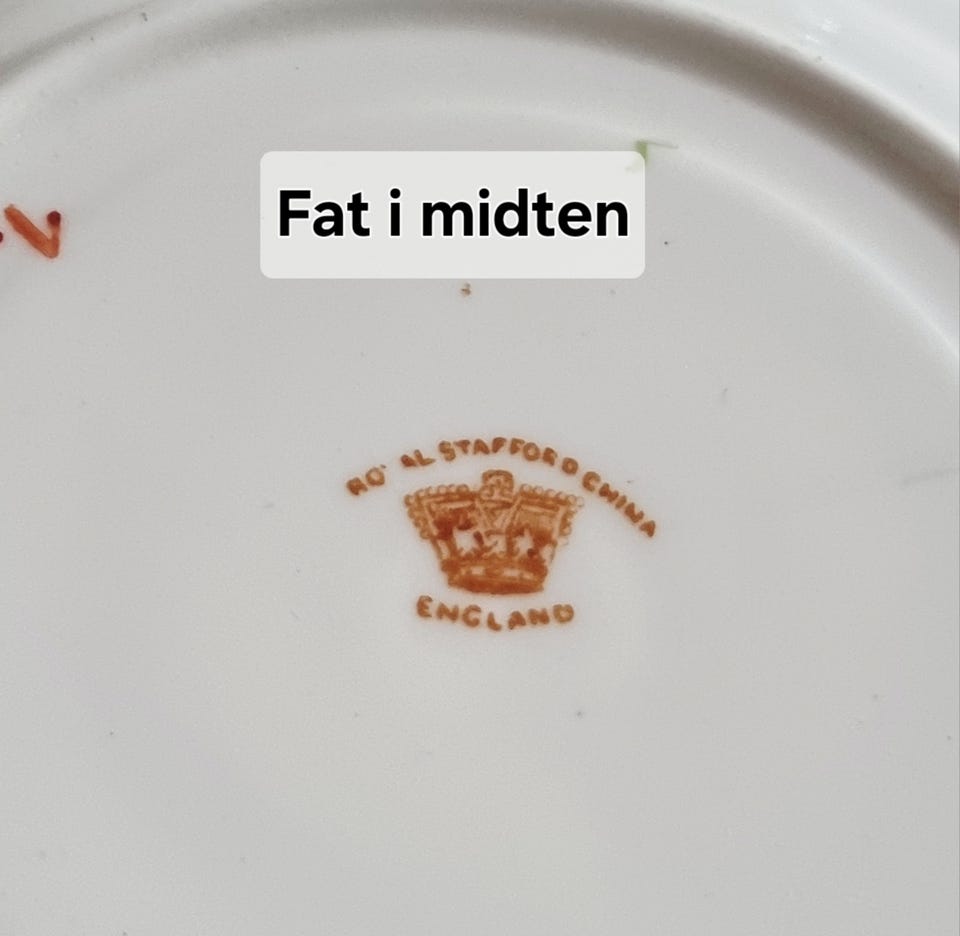 Fat i midten
V
ROYAL STAFFORD CHINA
ENGLAND